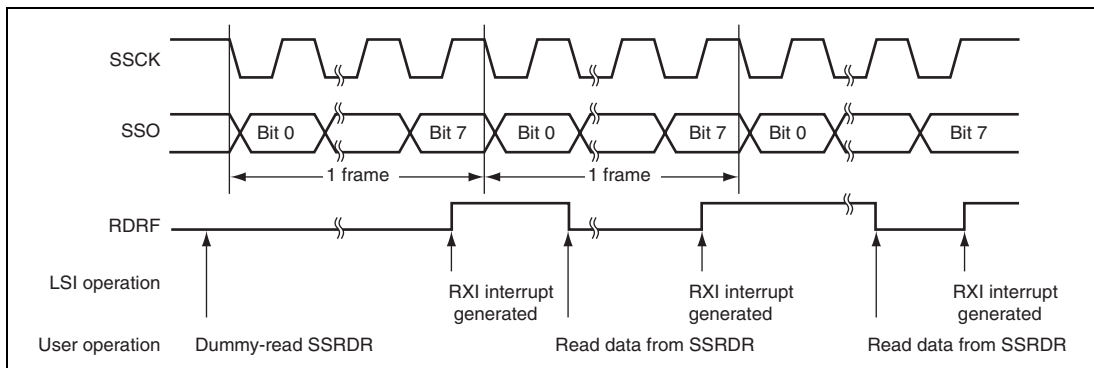 SSCK
SSO
Bit 0
Bit 7
Bit 0
Bit 7
Bit 0
Bit 7
1 frame
1 frame
RDRF
LSI operation
RXI interrupt
generated
RXI interrupt
generated
RXI interrupt
generated
User operation
Dummy-read SSRDR
Read data from SSRDR
Read data from SSRDR